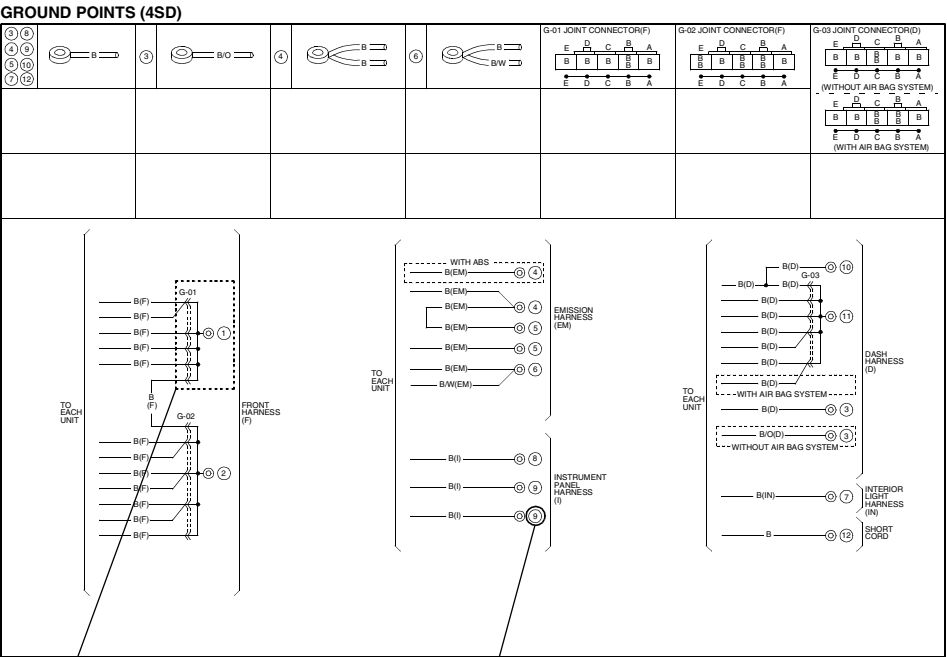 GROUND POINTS (4SD)
3 8
4 9
5 10
7 12
B
3
B/O
4
B
B
6
B
B/W
G-01 JOINT CONNECTOR(F)
E D C B A
B B B B B B
E D C B A
G-02 JOINT CONNECTOR(F)
E D C B A
B B B B B B B B
E D C B A
G-03 JOINT CONNECTOR(D)
E D C B A
B B B B B B
E D C B A
(WITHOUT AIR BAG SYSTEM)
E D C B A
B B B B B B B
E D C B A
(WITH AIR BAG SYSTEM)
TO
EACH
UNIT
G-01
B(F)
B(F)
B(F)
1
B(F)
B(F)
B
(F)
G-02
B(F)
B(F)
B(F)
2
B(F)
B(F)
B(F)
B(F)
FRONT
HARNESS
(F)
TO
EACH
UNIT
WITH ABS
B(EM)
4
B(EM)
B(EM)
4
B(EM)
5
B(EM)
5
B(EM)
6
B/W(EM)
EMISSION
HARNESS
(EM)
B(I)
8
B(I)
9
B(I)
9
INSTRUMENT
PANEL
HARNESS
(I)
TO
EACH
UNIT
B(D)
10
G-03
B(D)
B(D)
B(D)
B(D)
11
B(D)
B(D)
B(D)
B(D)
WITH AIR BAG SYSTEM
B(D)
3
B/O(D)
3
WITHOUT AIR BAG SYSTEM
DASH
HARNESS
(D)
B(IN)
7
INTERIOR
LIGHT
HARNESS
(IN)
B
12
SHORT
CORD